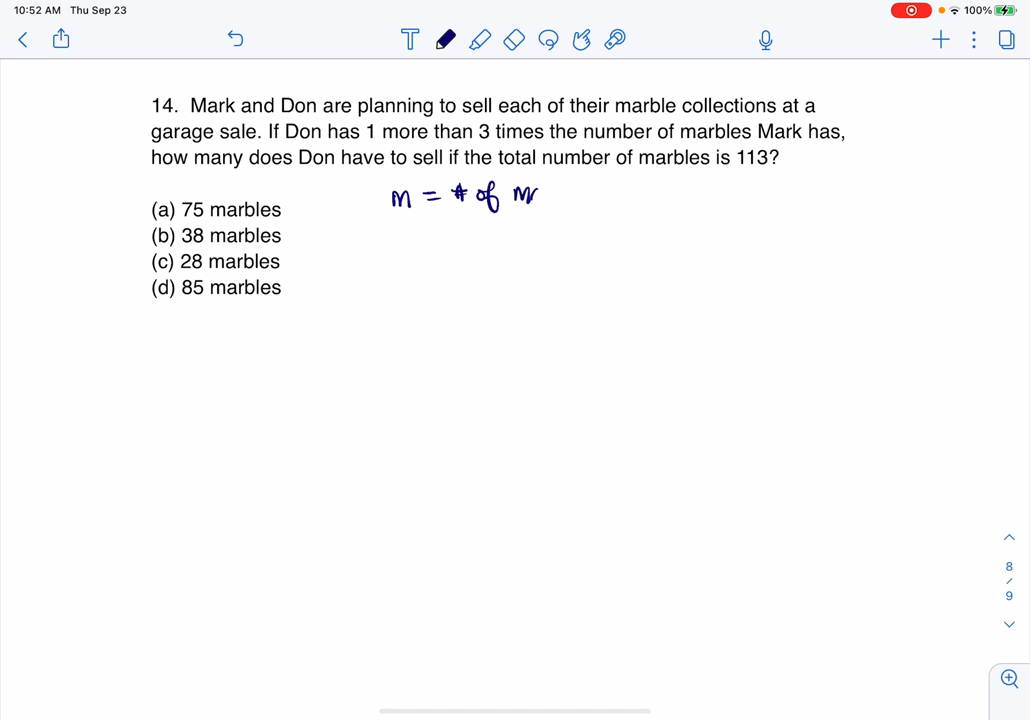 10:52 AM Thu Sep 23
100%
14. Mark and Don are planning to sell each of their marble collections at a
garage sale. If Don has 1 more than 3 times the number of marbles Mark has,
how many does Don have to sell if the total number of marbles is 113?
m = # of m
(a) 75 marbles
(b) 38 marbles
(c) 28 marbles
(d) 85 marbles
8
/
9